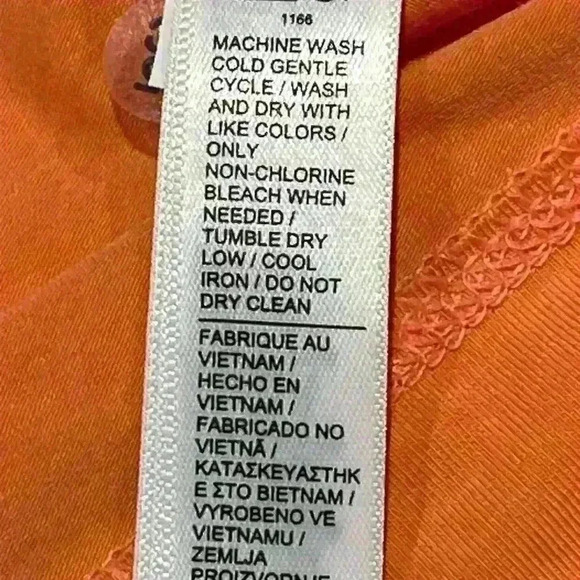 1166
MACHINE WASH
COLD GENTLE
CYCLE / WASH
AND DRY WITH
LIKE COLORS /
ONLY
NON-CHLORINE
BLEACH WHEN
NEEDED /
TUMBLE DRY
LOW / COOL
IRON / DO NOT
DRY CLEAN
FABRIQUE AU
VIETNAM /
HECHO EN
VIETNAM /
FABRICADO NO
VIETNÃ /
ΚΑΤΑΣΚΕΥΑΣΤΗΚ
Ε ΣΤΟ ΒΙΕΤΝΑΜ /
VYROBENO VE
VIETNAMU /
ZEMLJA
PROIZVODNJE